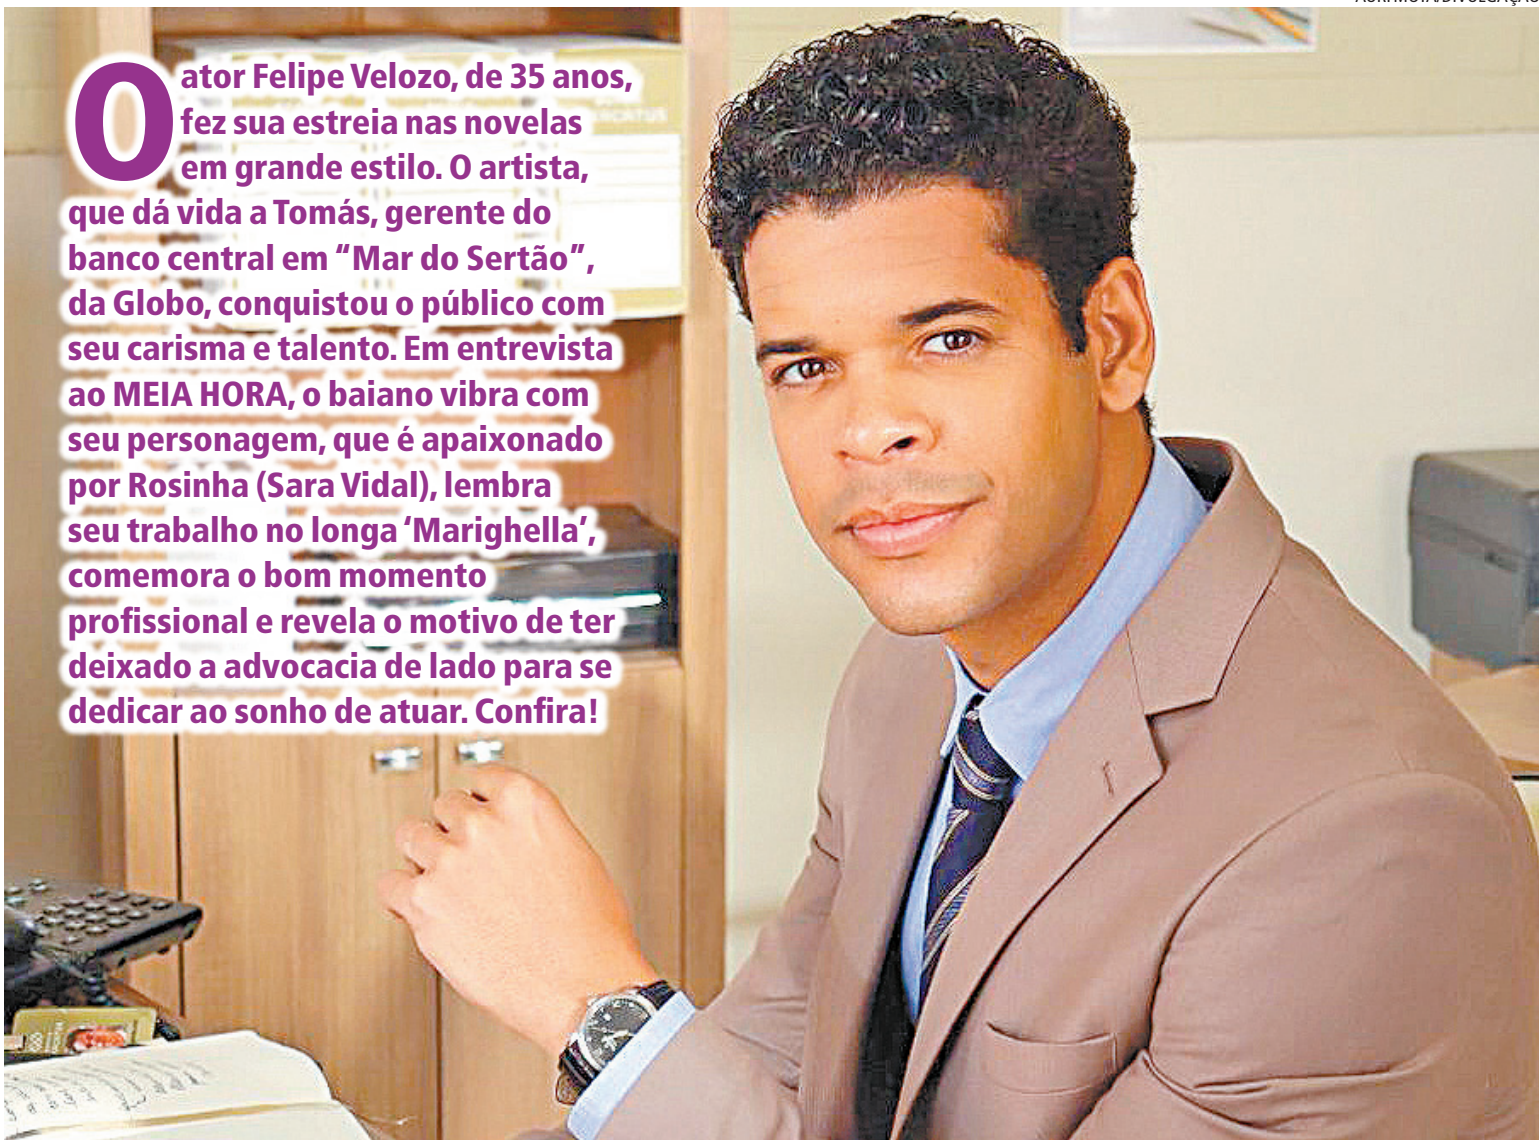 O ator Felipe Velozo, de 35 anos,
fez sua estreia nas novelas
em grande estilo. O artista,
que dá vida a Tomás, gerente do
banco central em “Mar do Sertão”,
da Globo, conquistou o público com
seu carisma e talento. Em entrevista
ao MEIA HORA, o baiano vibra com
seu personagem, que é apaixonado
por Rosinha (Sara Vidal), lembra
seu trabalho no longa ‘Marighella’,
comemora o bom momento
profissional e revela o motivo de ter
deixado a advocacia de lado para se
dedicar ao sonho de atuar. Confira!